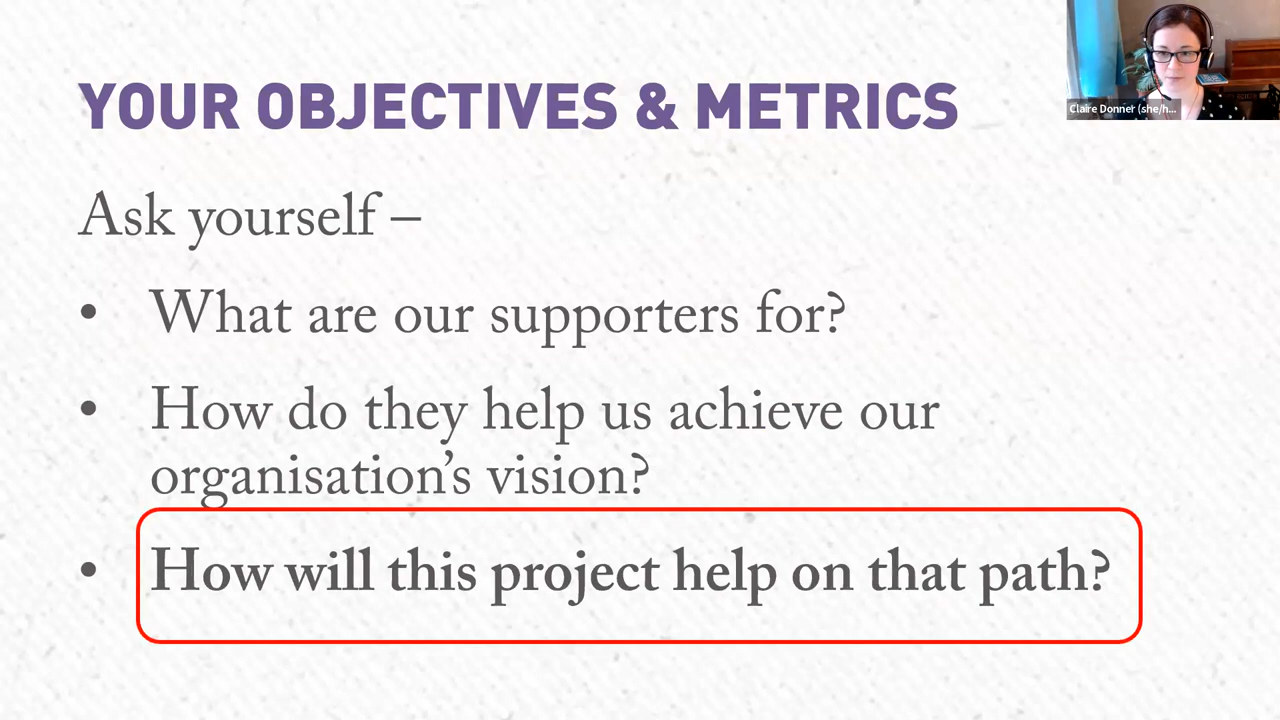 YOUR OBJECTIVES & METRICS
Claire Donner (she/h...
Ask yourself –
• What are our supporters for?
• How do they help us achieve our
organisation’s vision?
• How will this project help on that path?